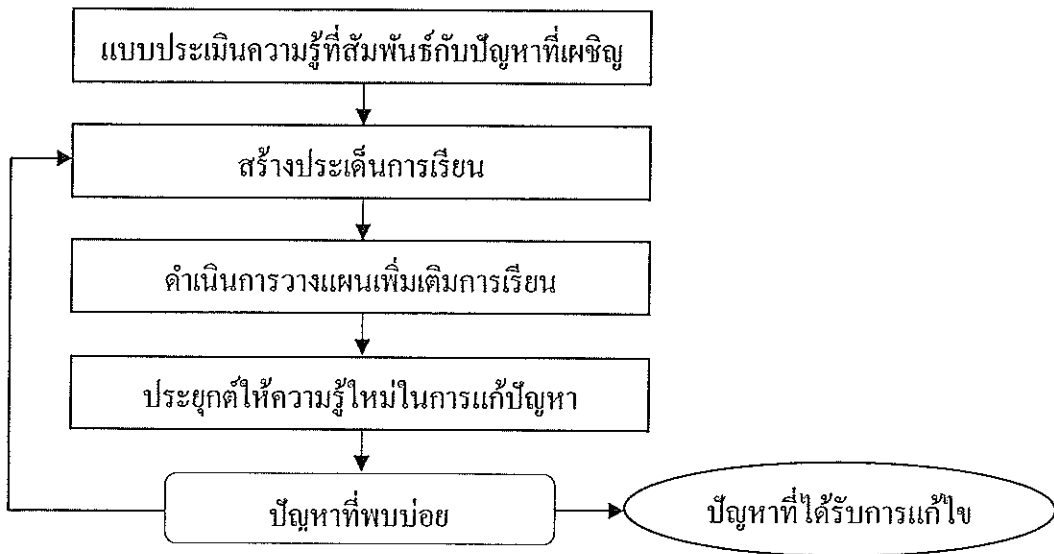 แบบประเมินความรู้ที่สัมพันธ์กับปัญหาที่เผชิญ
สร้างประเด็นการเรียน
ดำเนินการวางแผนเพิ่มเติมการเรียน
ประยุกต์ให้ความรู้ใหม่ในการแก้ปัญหา
ปัญหาที่พบบ่อย
ปัญหาที่ได้รับการแก้ไข